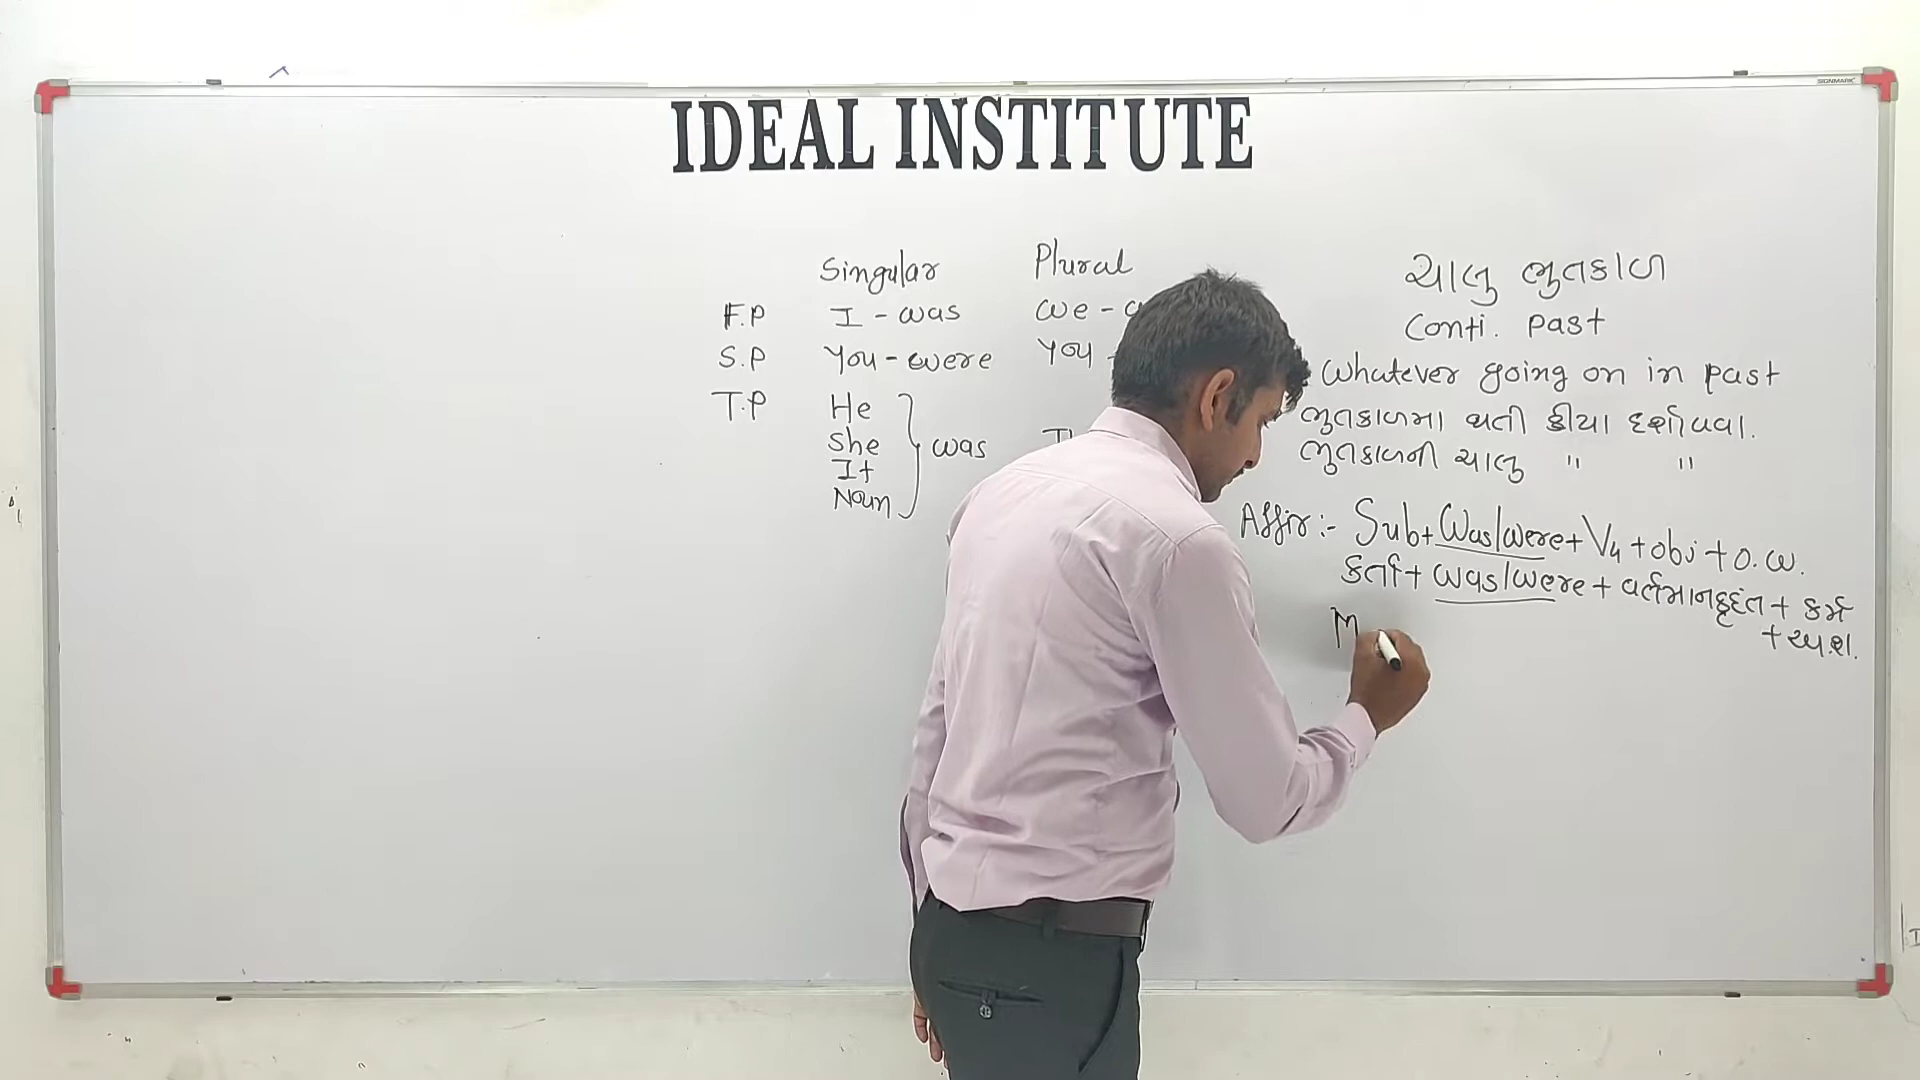 SIGNMARK
IDEAL INSTITUTE
Singular Plural
F.P I - was We -
S.P You - were You -
T.P He
She
It
Noun
} was
ચાલુ ભુતકાળ
Conti. Past
Whatever going on in past
ભુતકાળમા થતી ક્રીયા દર્શાવવા.
ભુતકાળની ચાલુ " "
Affir :- Sub + Was/were + V4 + obj + O.W.
કર્તા + was/were + વર્તમાનકૃદંત + કર્મ
+ અ.શ.
M